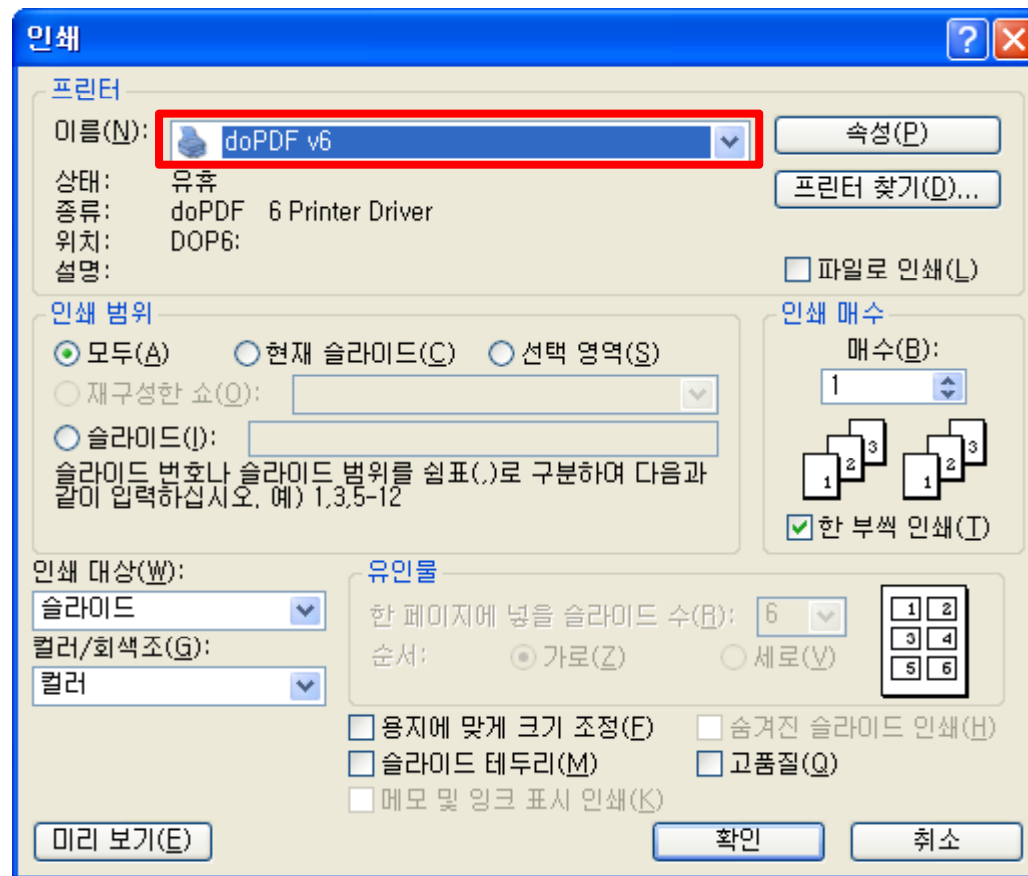 인쇄
프린터
이름(N):
doPDF v6
속성(P)
상태: 유휴
프린터 찾기(D)...
종류: doPDF 6 Printer Driver
위치: DOP6:
설명:
파일로 인쇄(L)
인쇄 범위
모두(A) 현재 슬라이드(C) 선택 영역(S)
재구성한 쇼(O):
슬라이드(I):
슬라이드 번호나 슬라이드 범위를 쉼표(,)로 구분하여 다음과
같이 입력하십시오. 예) 1,3,5-12
인쇄 매수
매수(B):
1
1 2 3 1 2 3
한 부씩 인쇄(T)
인쇄 대상(W):
슬라이드
컬러/회색조(G):
컬러
유인물
한 페이지에 넣을 슬라이드 수(R): 6
순서: 가로(Z) 세로(V)
1 2
3 4
5 6
용지에 맞게 크기 조정(F) 숨겨진 슬라이드 인쇄(H)
슬라이드 테두리(M) 고품질(Q)
메모 및 잉크 표시 인쇄(K)
미리 보기(E) 확인 취소